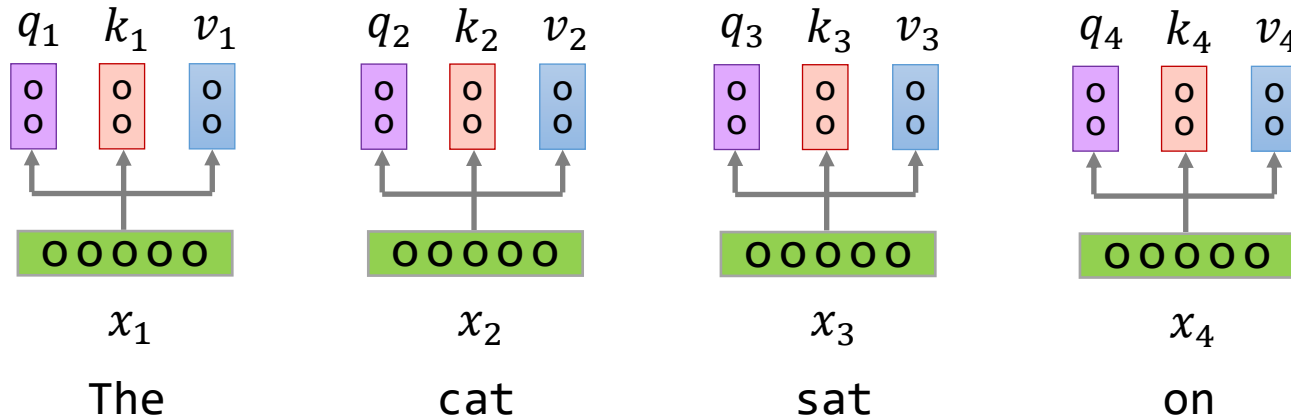 q₁ k₁ v₁ q₂ k₂ v₂ q₃ k₃ v₃ q₄ k₄ v₄
o o o o o o o o o o o o
o o o o o o o o o o o o
o o o o o o o o o o o o o o o o o o o o
x₁ x₂ x₃ x₄
The cat sat on